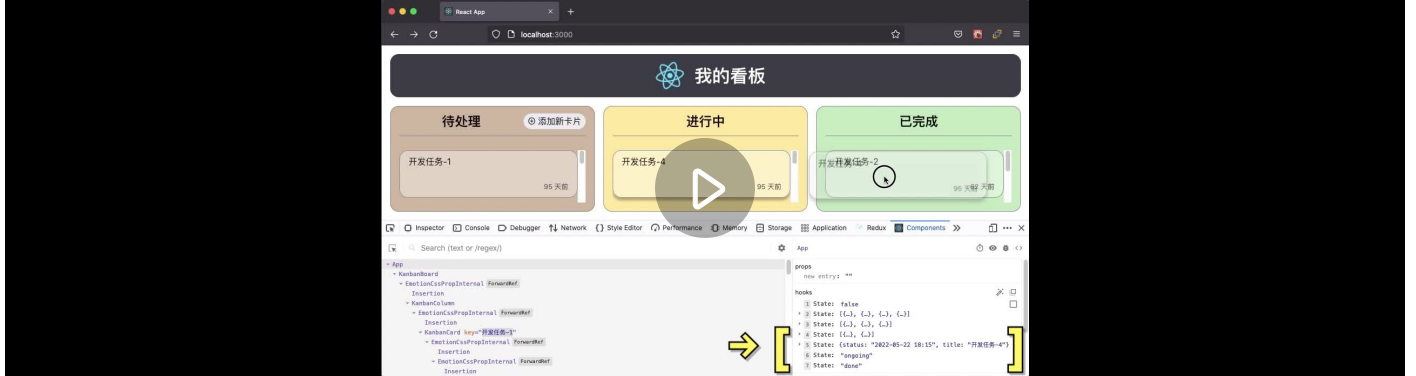 React App
localhost:3000
我的看板
待处理
添加新卡片
进行中
已完成
开发任务-1
95 天前
开发任务-4
95 天前
开发任务-2
92 天前
Inspector Console Debugger Network Style Editor Performance Memory Storage Application Redux Components
Search (text or /regex/)
App
App
KanbanBoard
EmotionCssPropInternal ForwardRef
Insertion
KanbanColumn
EmotionCssPropInternal ForwardRef
Insertion
KanbanCard key="开发任务-1"
EmotionCssPropInternal ForwardRef
Insertion
EmotionCssPropInternal ForwardRef
Insertion
props
new entry: ""
hooks
1 State: false
2 State: [{…}, {…}, {…}, {…}]
3 State: [{…}, {…}, {…}]
4 State: [{…}, {…}]
5 State: {status: "2022-05-22 18:15", title: "开发任务-4"}
6 State: "ongoing"
7 State: "done"